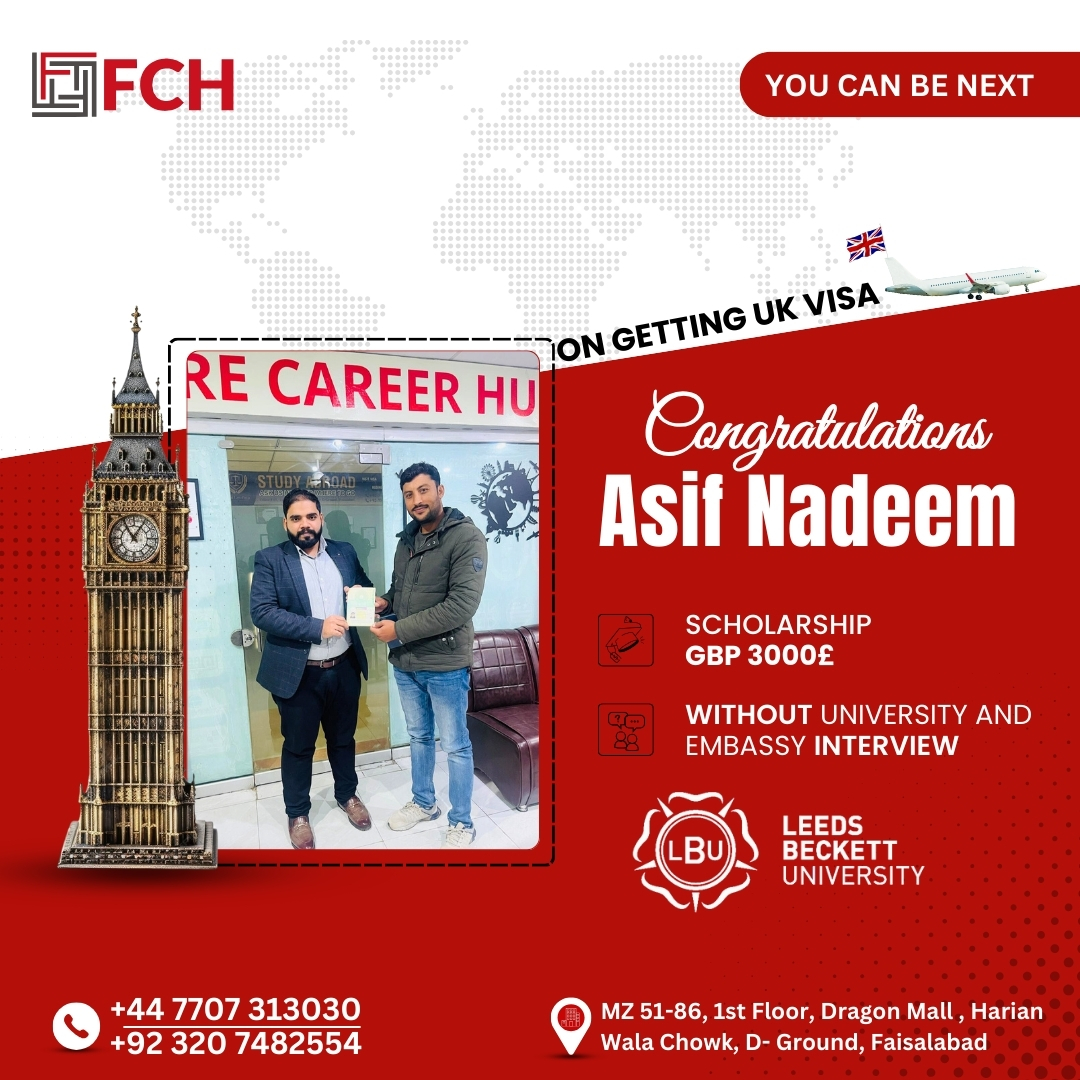 FCH
YOU CAN BE NEXT
ON GETTING UK VISA
RE CAREER HU
STUDY ABROAD
Congratulations
Asif Nadeem
SCHOLARSHIP
GBP 3000£
WITHOUT UNIVERSITY AND
EMBASSY INTERVIEW
LBU
LEEDS
BECKETT
UNIVERSITY
+44 7707 313030
+92 320 7482554
MZ 51-86, 1st Floor, Dragon Mall , Harian
Wala Chowk, D- Ground, Faisalabad